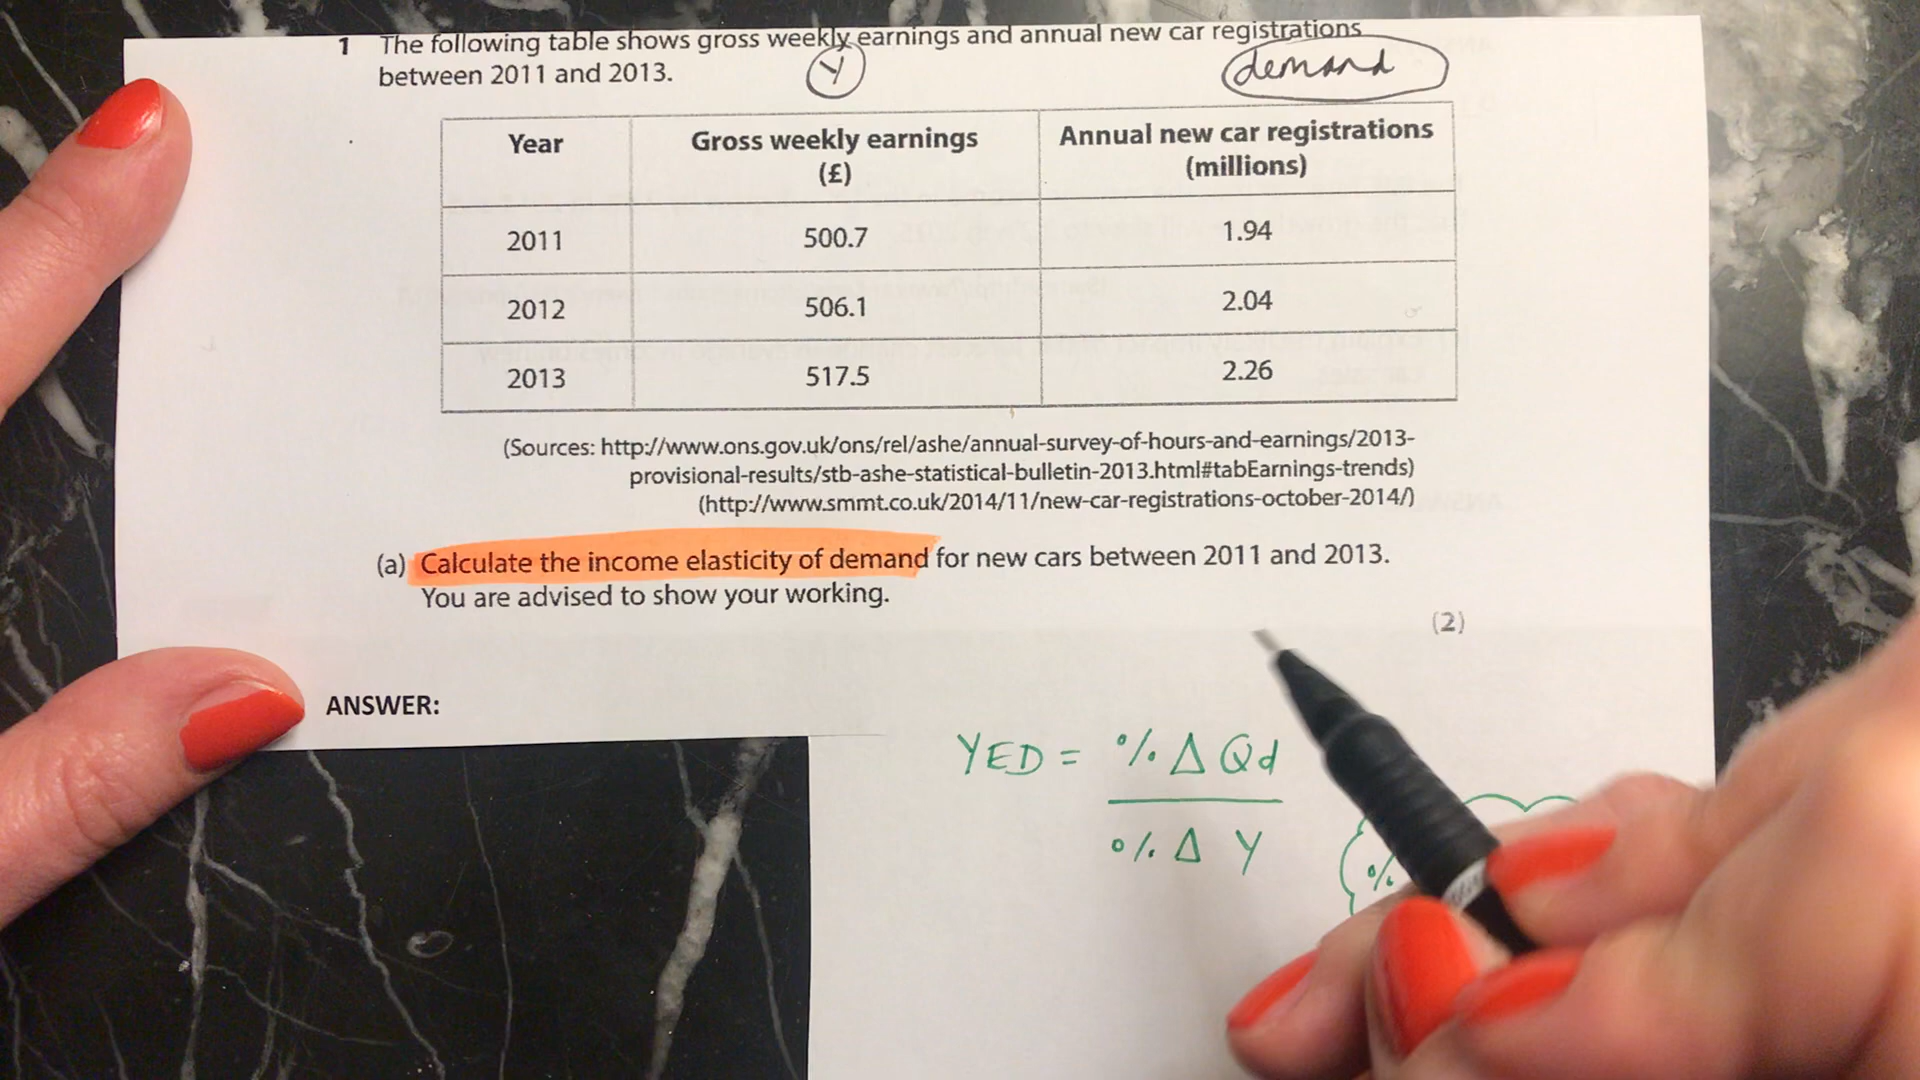 1 The following table shows gross weekly earnings and annual new car registrations
between 2011 and 2013.
Y
demand
Year Gross weekly earnings (£) Annual new car registrations (millions)
2011 500.7 1.94
2012 506.1 2.04
2013 517.5 2.26
(Sources: http://www.ons.gov.uk/ons/rel/ashe/annual-survey-of-hours-and-earnings/2013-
provisional-results/stb-ashe-statistical-bulletin-2013.html#tabEarnings-trends)
(http://www.smmt.co.uk/2014/11/new-car-registrations-october-2014/)
(a) Calculate the income elasticity of demand for new cars between 2011 and 2013.
You are advised to show your working.
(2)
ANSWER:
YED = % Δ Qd
% Δ Y
%